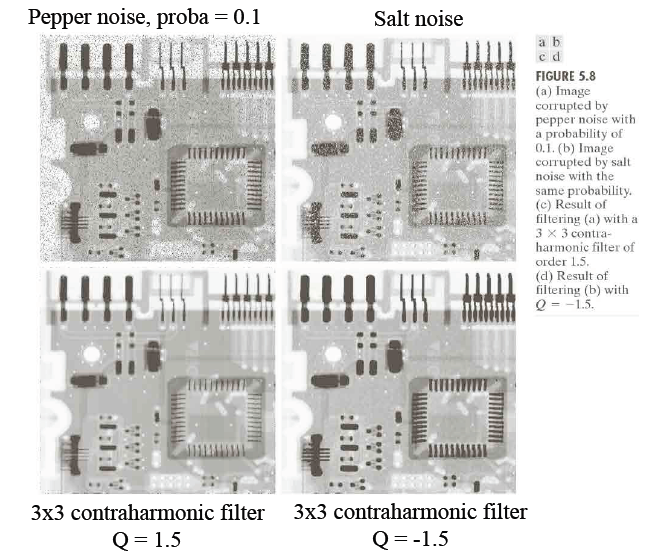 Pepper noise, proba = 0.1
Salt noise
a b
c d
FIGURE 5.8
(a) Image
corrupted by
pepper noise with
a probability of
0.1. (b) Image
corrupted by salt
noise with the
same probability.
(c) Result of
filtering (a) with a
3 × 3 contra-
harmonic filter of
order 1.5.
(d) Result of
filtering (b) with
Q = −1.5.
3x3 contraharmonic filter
Q = 1.5
3x3 contraharmonic filter
Q = -1.5